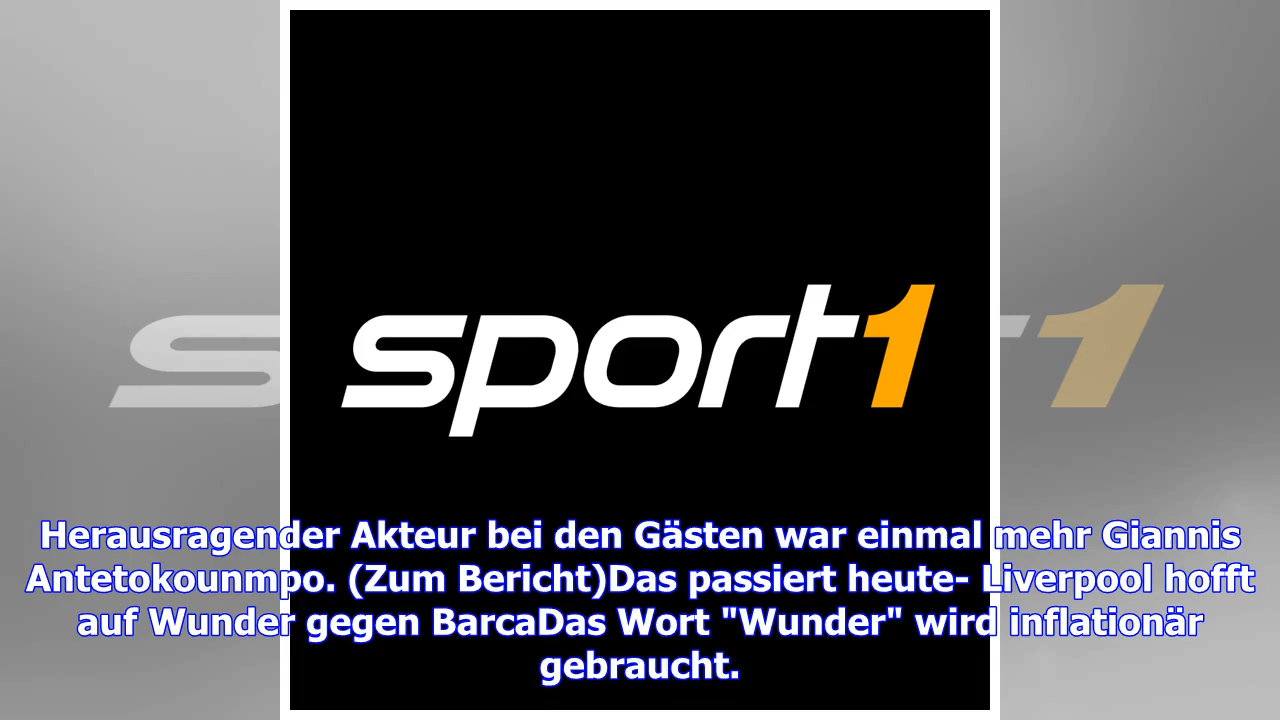 sport1
Herausragender Akteur bei den Gästen war einmal mehr Giannis
Antetokounmpo. (Zum Bericht)Das passiert heute- Liverpool hofft
auf Wunder gegen BarcaDas Wort "Wunder" wird inflationär
gebraucht.